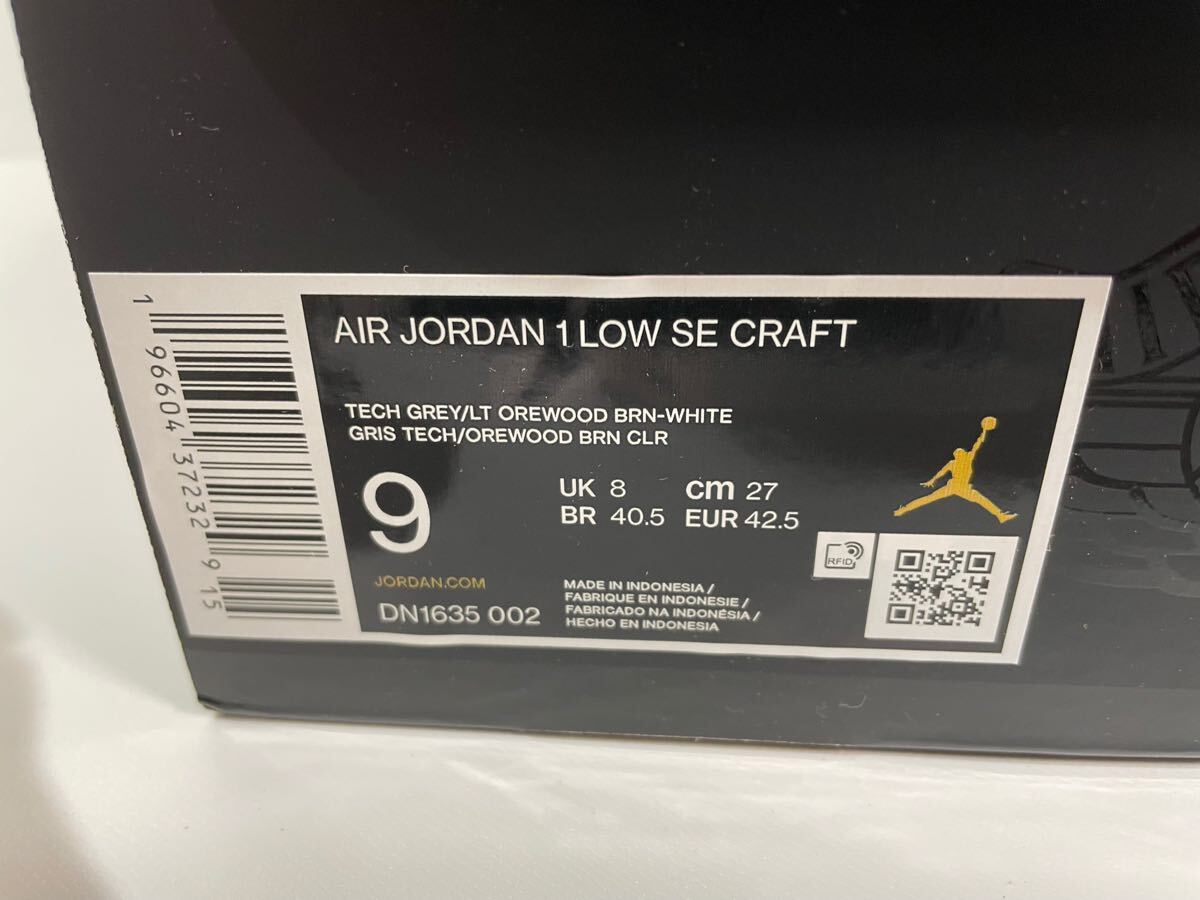 AIR JORDAN 1 LOW SE CRAFT
TECH GREY/LT OREWOOD BRN-WHITE
GRIS TECH/OREWOOD BRN CLR
9
UK 8 cm 27
BR 40.5 EUR 42.5
JORDAN.COM
DN1635 002
MADE IN INDONESIA /
FABRIQUE EN INDONESIE /
FABRICADO NA INDONÉSIA /
HECHO EN INDONESIA
RFID
1 96604 37232 9 15